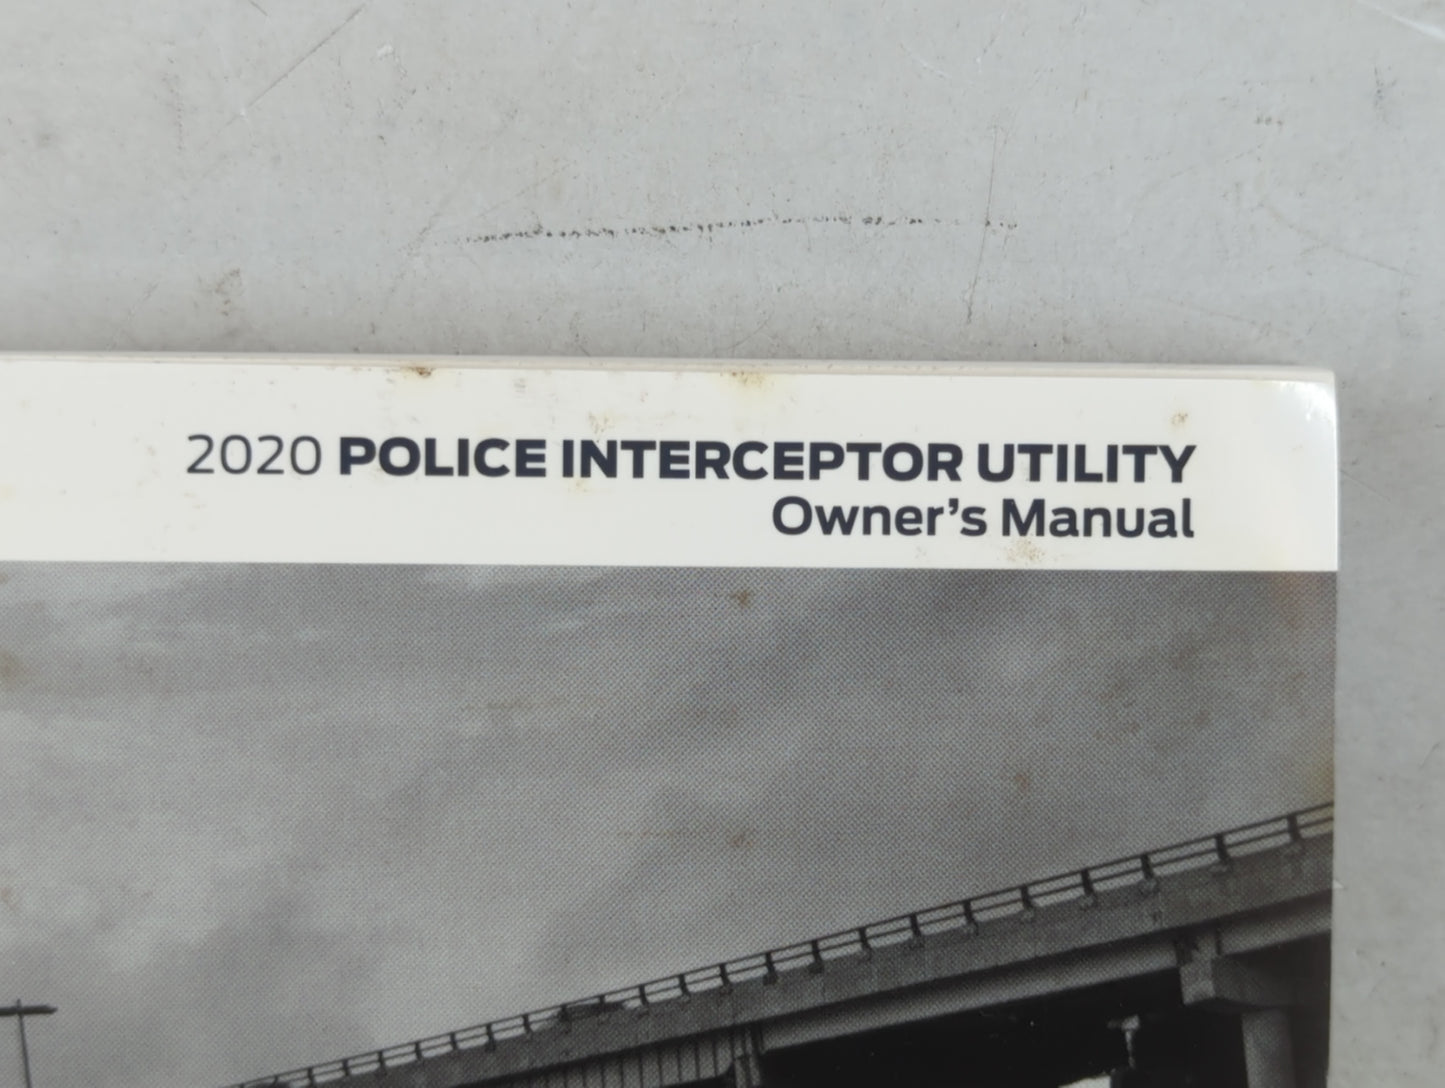 2020 POLICE INTERCEPTOR UTILITY
Owner's Manual